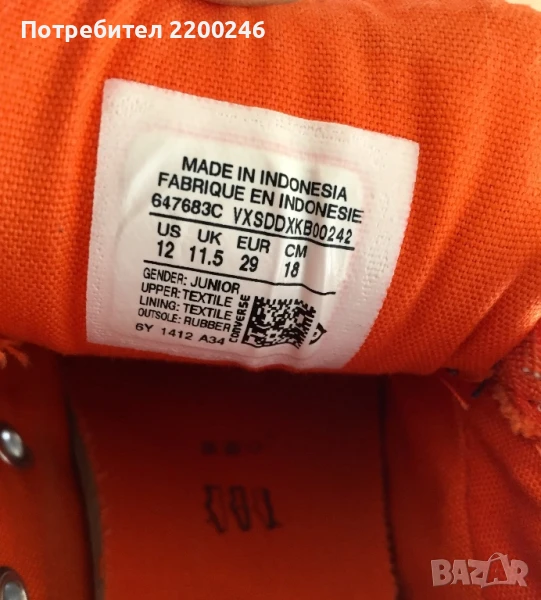 Потребител 2200246
MADE IN INDONESIA
FABRIQUE EN INDONESIE
647683C VXSDDXKB00242
US UK EUR CM
12 11.5 29 18
GENDER: JUNIOR
UPPER: TEXTILE
LINING: TEXTILE
OUTSOLE: RUBBER
6Y 1412 A34
CONVERSE
BAZAR